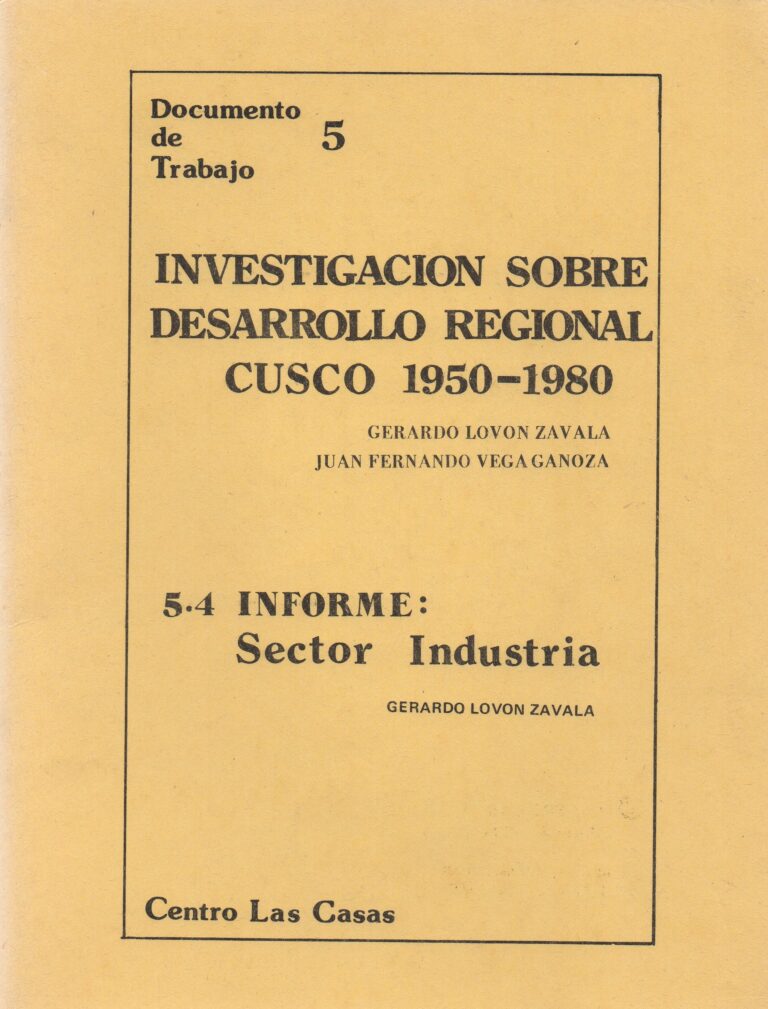 Documento
de 5
Trabajo
INVESTIGACION SOBRE
DESARROLLO REGIONAL
CUSCO 1950-1980
GERARDO LOVON ZAVALA
JUAN FERNANDO VEGA GANOZA
5.4 INFORME:
Sector Industria
GERARDO LOVON ZAVALA
Centro Las Casas